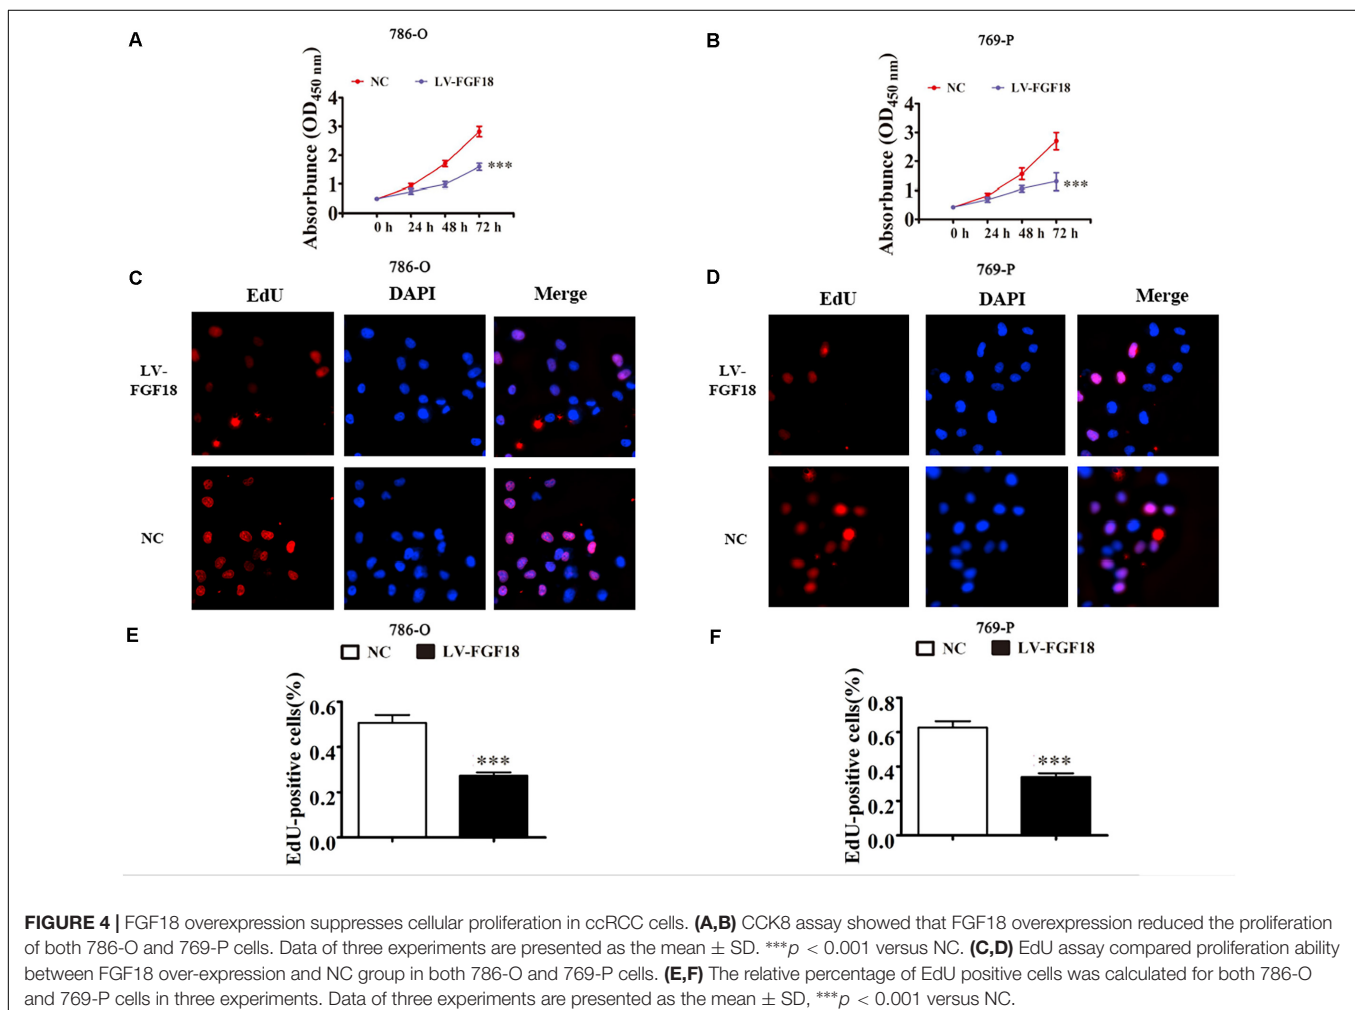 A
786-O
NC LV-FGF18
Absorbunce (OD450 nm)
4
3
2
1
0
0 h 24 h 48 h 72 h
***
B
769-P
NC LV-FGF18
Absorbunce (OD450 nm)
4
3
2
1
0
0 h 24 h 48 h 72 h
***
C
786-O
EdU DAPI Merge
LV-
FGF18
NC
D
769-P
EdU DAPI Merge
LV-
FGF18
NC
E
786-O
NC LV-FGF18
EdU-positive cells(%)
0.6
0.4
0.2
0.0
***
F
769-P
NC LV-FGF18
EdU-positive cells(%)
0.8
0.6
0.4
0.2
0.0
***
FIGURE 4 | FGF18 overexpression suppresses cellular proliferation in ccRCC cells. (A,B) CCK8 assay showed that FGF18 overexpression reduced the proliferation
of both 786-O and 769-P cells. Data of three experiments are presented as the mean ± SD. ***p < 0.001 versus NC. (C,D) EdU assay compared proliferation ability
between FGF18 over-expression and NC group in both 786-O and 769-P cells. (E,F) The relative percentage of EdU positive cells was calculated for both 786-O
and 769-P cells in three experiments. Data of three experiments are presented as the mean ± SD, ***p < 0.001 versus NC.